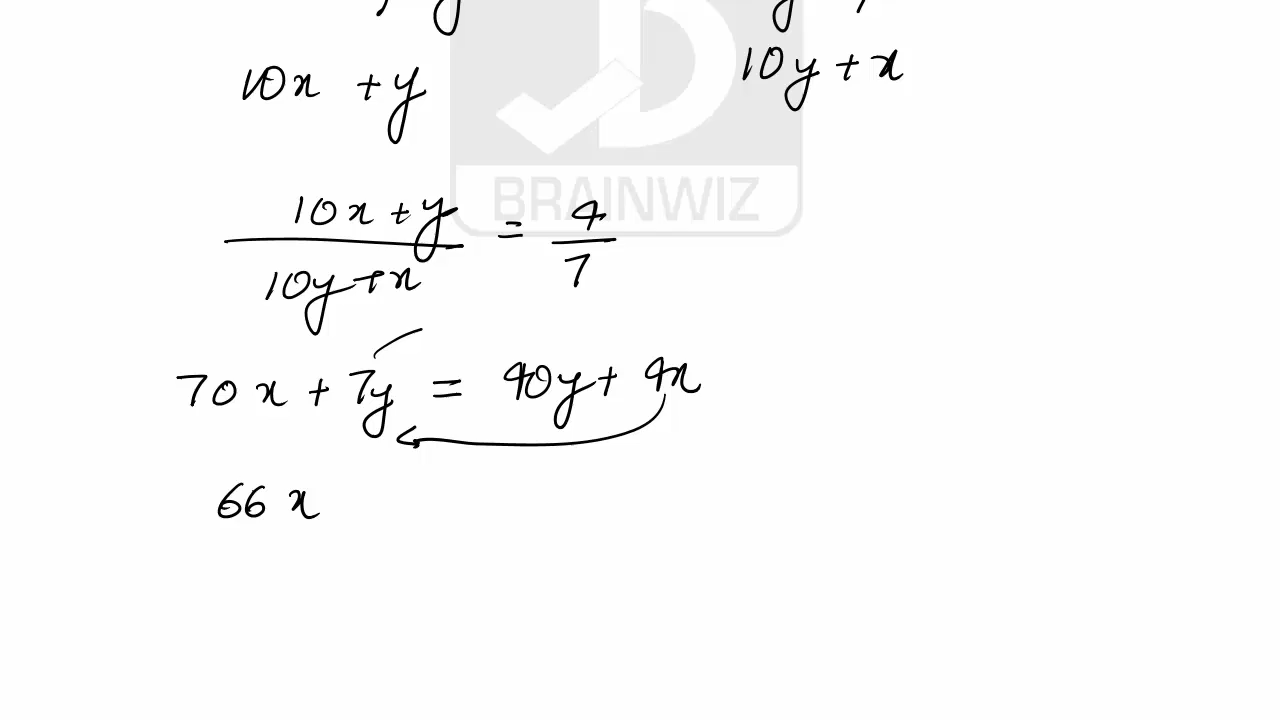 , y y ,
10x + y 10y + x
BRAINWIZ
10x + y = 4
10y + x 7
70x + 7y = 40y + 4x
66x